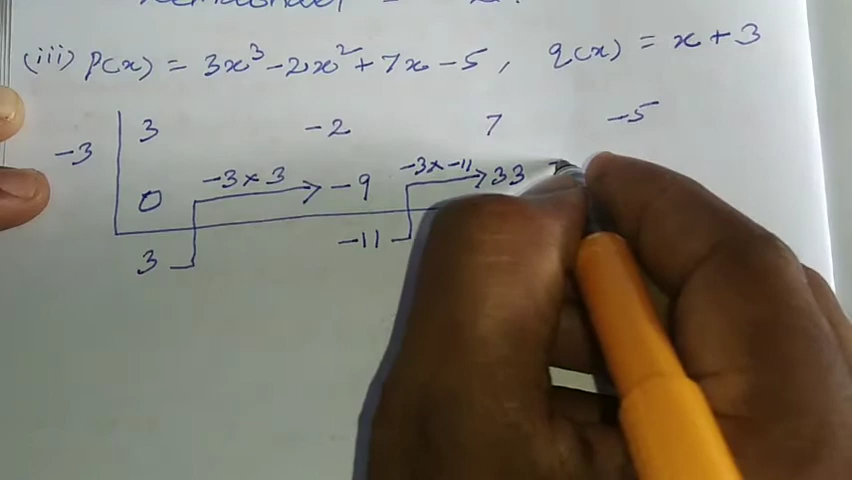 (iii) p(x) = 3x³ - 2x² + 7x - 5 , q(x) = x + 3
-3 3 -2 7 -5
0 -3 × 3 -9 -3 × -11 33
3 -11